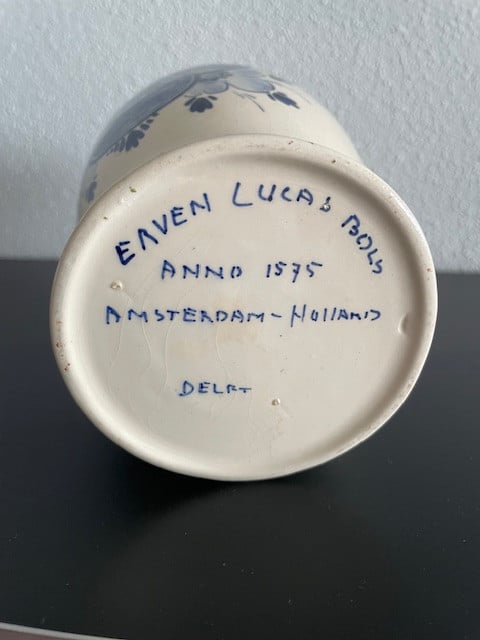 ERVEN LUCAS BOLS
ANNO 1575
AMSTERDAM - HOLLAND
DELFT